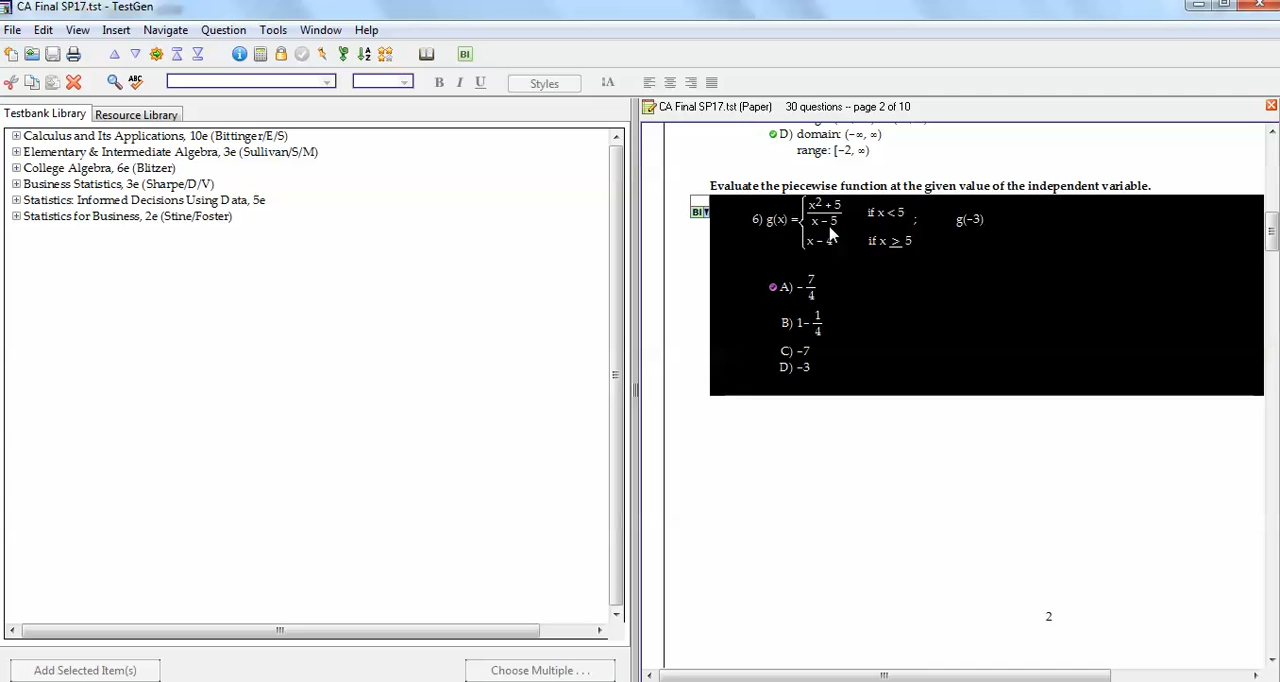 CA Final SP17.tst - TestGen
File Edit View Insert Navigate Question Tools Window Help
BI
ABC B I U Styles IA
Testbank Library Resource Library
CA Final SP17.tst (Paper) 30 questions -- page 2 of 10
Calculus and Its Applications, 10e (Bittinger/E/S)
Elementary & Intermediate Algebra, 3e (Sullivan/S/M)
College Algebra, 6e (Blitzer)
Business Statistics, 3e (Sharpe/D/V)
Statistics: Informed Decisions Using Data, 5e
Statistics for Business, 2e (Stine/Foster)
D) domain: (−∞, ∞)
range: [−2, ∞)
Evaluate the piecewise function at the given value of the independent variable.
BI
x² + 5
6) g(x) = x − 5 if x < 5 ; g(−3)
x − 4 if x ≥ 5
A) − 7/4
B) 1− 1/4
C) −7
D) −3
2
Add Selected Item(s) Choose Multiple . . .